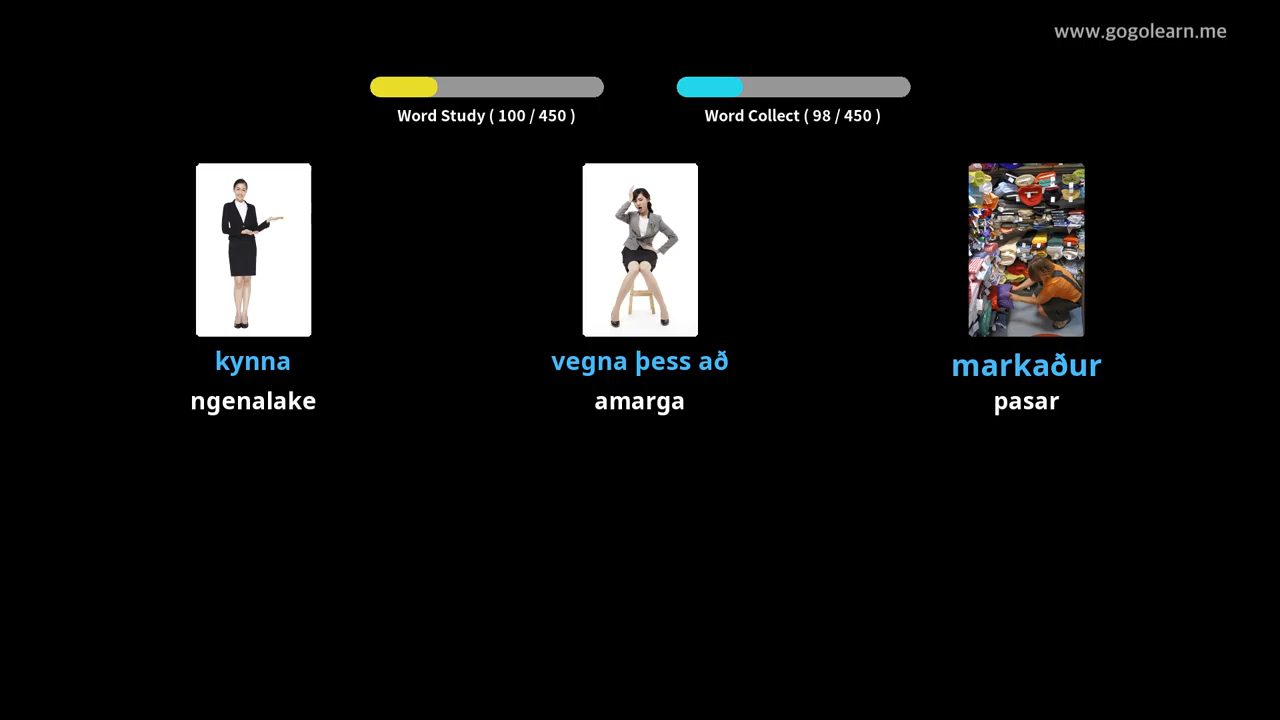 www.gogolearn.me
Word Study ( 100 / 450 )
Word Collect ( 98 / 450 )
kynna
ngenalake
vegna þess að
amarga
markaður
pasar